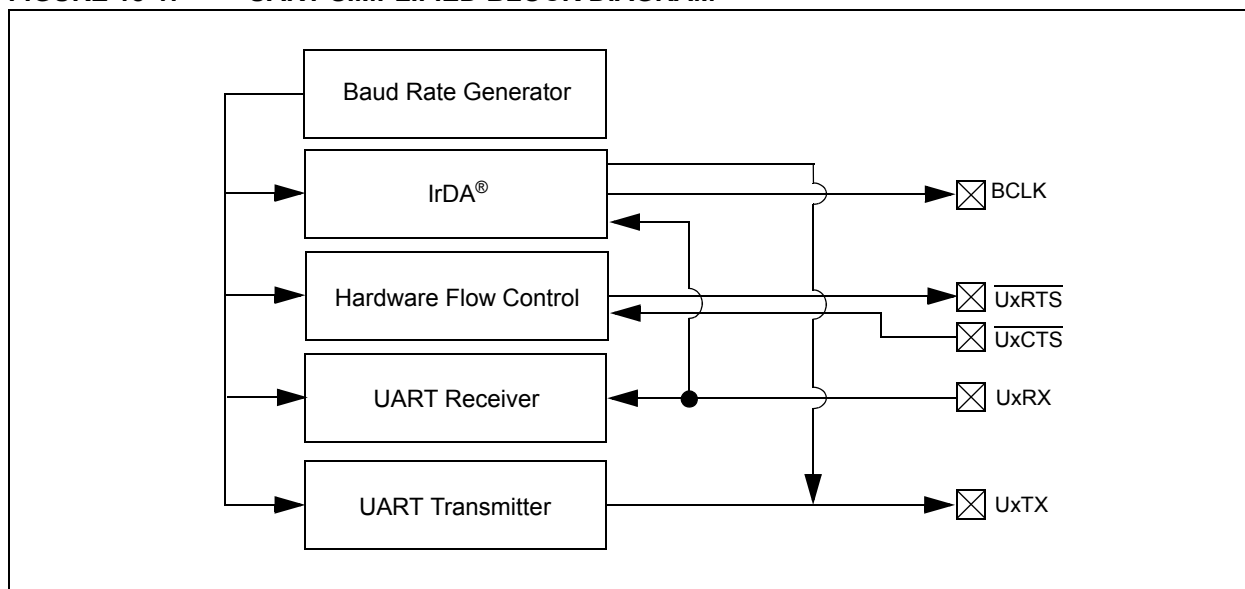 Baud Rate Generator
IrDA®
BCLK
Hardware Flow Control
UxRTS
UxCTS
UART Receiver
UxRX
UART Transmitter
UxTX